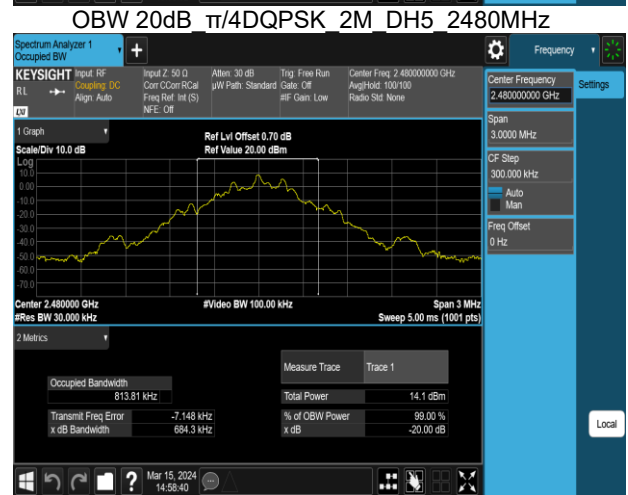 OBW 20dB_π/4DQPSK_2M_DH5_2480MHz
Spectrum Analyzer 1
Occupied BW
Frequency
KEYSIGHT
RL
LXI
Input: RF
Coupling: DC
Align: Auto
Input Z: 50 Ω
Corr CCorr RCal
Freq Ref: Int (S)
NFE: Off
Atten: 30 dB
µW Path: Standard
Trig: Free Run
Gate: Off
#IF Gain: Low
Center Freq: 2.480000000 GHz
Avg|Hold: 100/100
Radio Std: None
Center Frequency
2.480000000 GHz
Settings
Span
3.0000 MHz
CF Step
300.000 kHz
Auto
Man
Freq Offset
0 Hz
Local
1 Graph
Scale/Div 10.0 dB
Ref Lvl Offset 0.70 dB
Ref Value 20.00 dBm
Log
10.0
0.00
-10.0
-20.0
-30.0
-40.0
-50.0
-60.0
-70.0
Center 2.480000 GHz
#Res BW 30.000 kHz
#Video BW 100.00 kHz
Span 3 MHz
Sweep 5.00 ms (1001 pts)
2 Metrics
Measure Trace Trace 1
Occupied Bandwidth
813.81 kHz
Total Power 14.1 dBm
Transmit Freq Error -7.148 kHz
% of OBW Power 99.00 %
x dB Bandwidth 684.3 kHz
x dB -20.00 dB
Mar 15, 2024
14:58:40